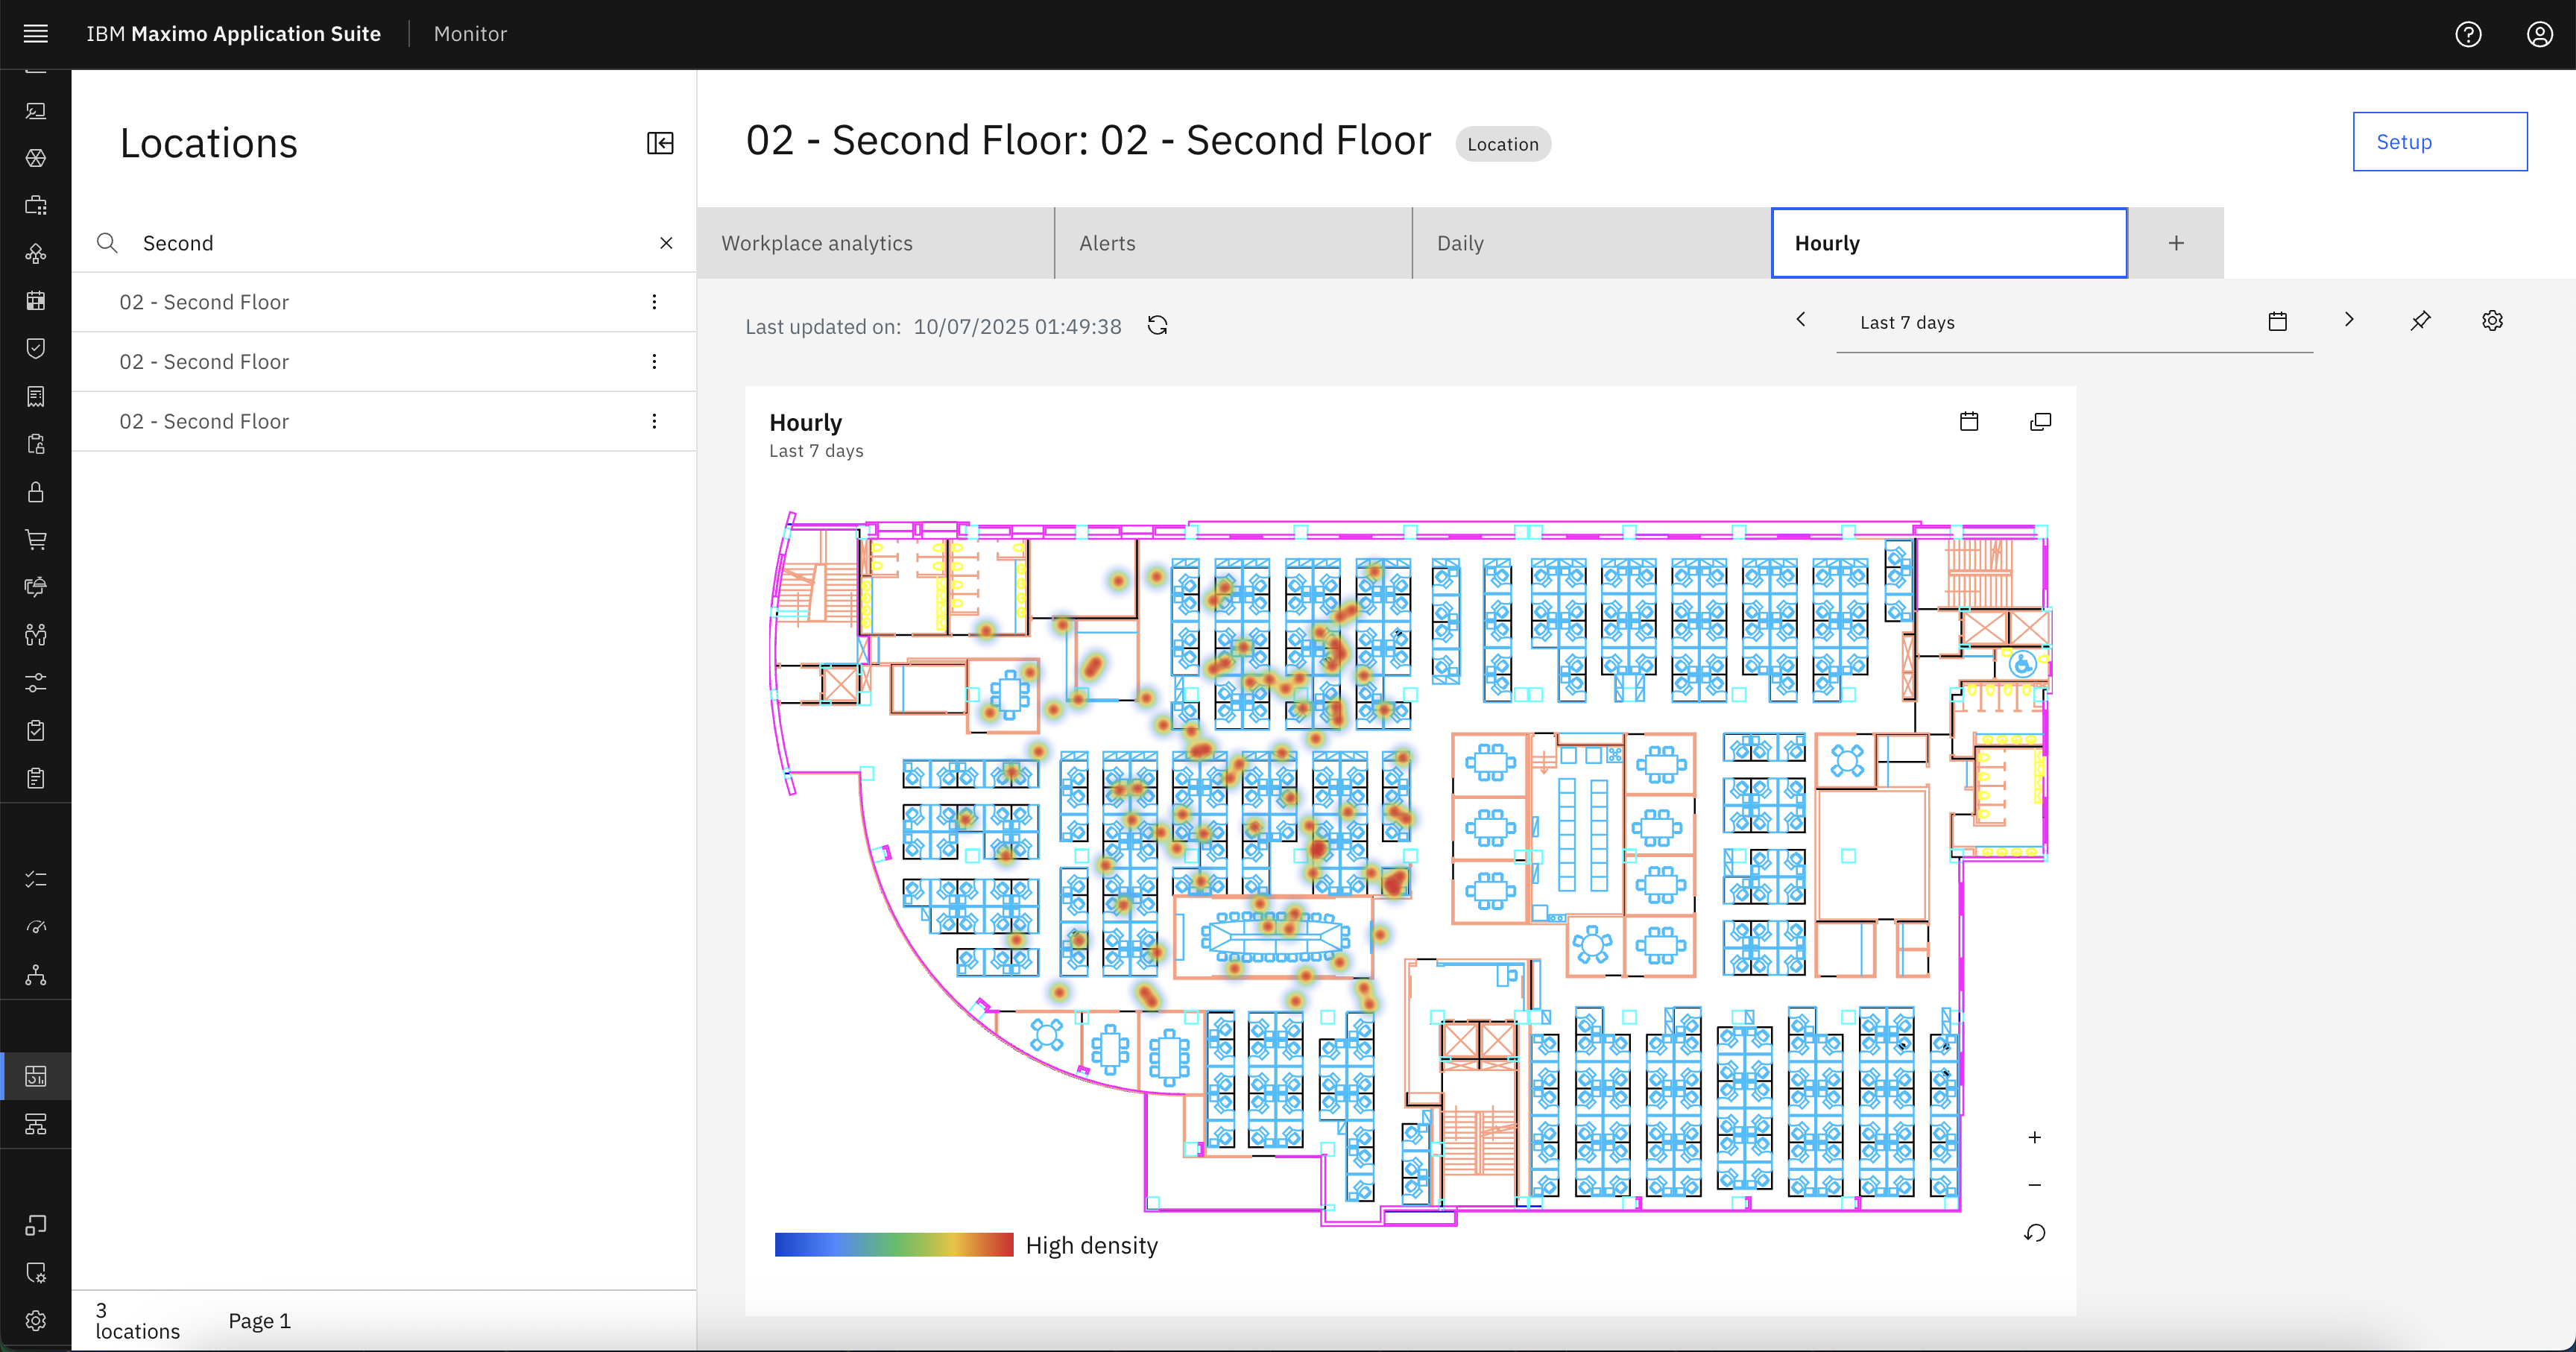 IBM Maximo Application Suite
Monitor
Locations
Second
02 - Second Floor
02 - Second Floor
02 - Second Floor
3 locations
Page 1
02 - Second Floor: 02 - Second Floor
Location
Setup
Workplace analytics
Alerts
Daily
Hourly
Last updated on: 10/07/2025 01:49:38
Last 7 days
Hourly
Last 7 days
High density